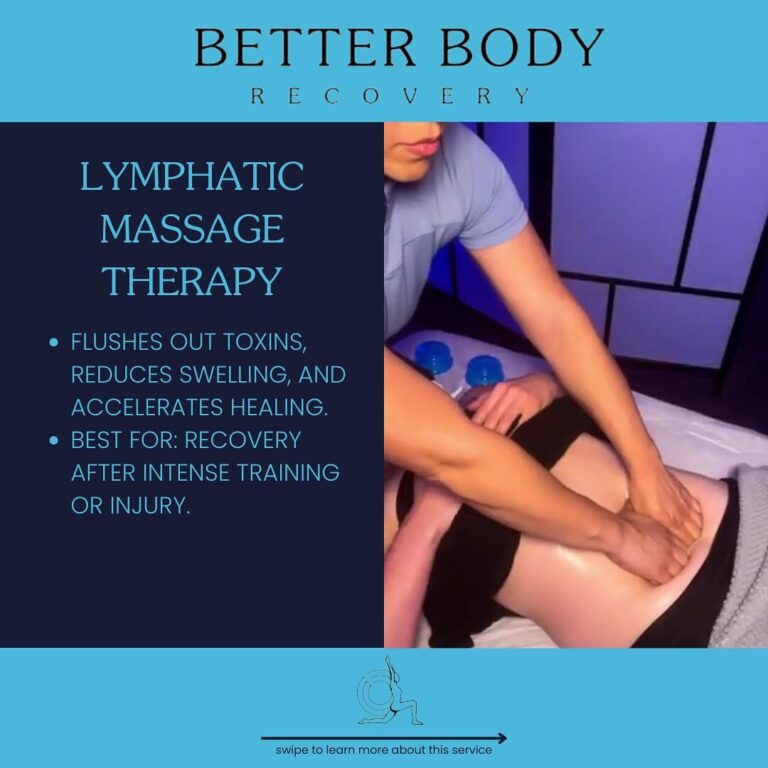 BETTER BODY
RECOVERY
LYMPHATIC
MASSAGE
THERAPY
• FLUSHES OUT TOXINS,
REDUCES SWELLING, AND
ACCELERATES HEALING.
• BEST FOR: RECOVERY
AFTER INTENSE TRAINING
OR INJURY.
swipe to learn more about this service